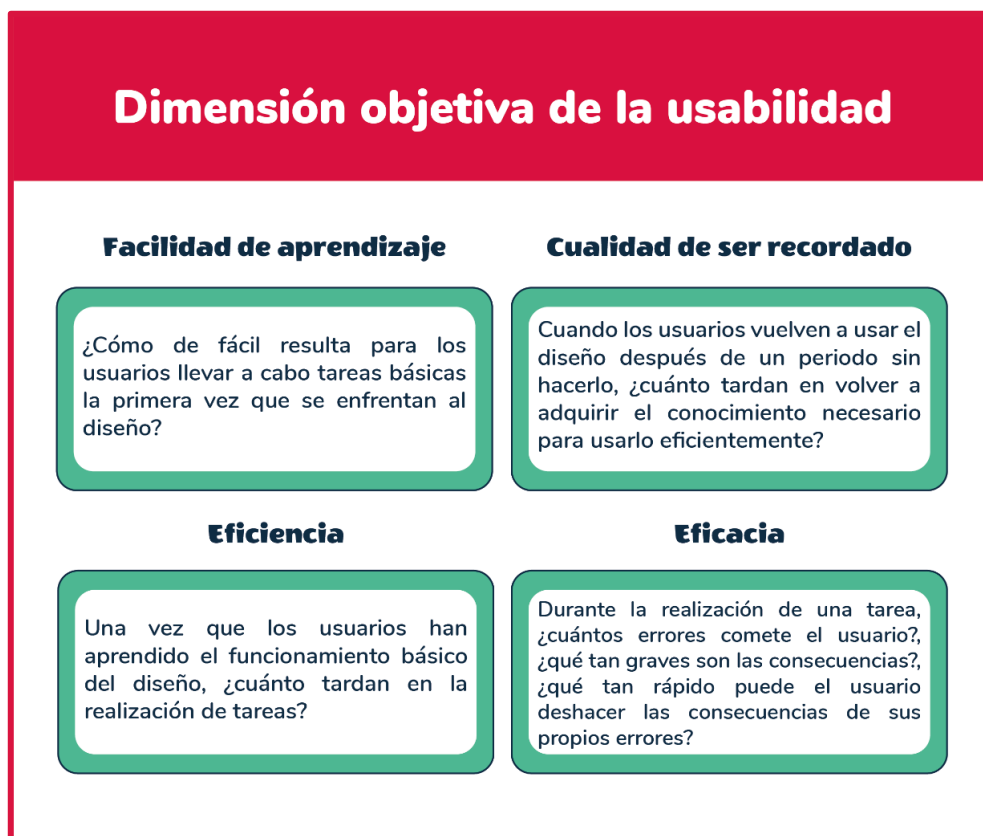 Dimensión objetiva de la usabilidad
Facilidad de aprendizaje
¿Cómo de fácil resulta para los
usuarios llevar a cabo tareas básicas
la primera vez que se enfrentan al
diseño?
Cualidad de ser recordado
Cuando los usuarios vuelven a usar el
diseño después de un periodo sin
hacerlo, ¿cuánto tardan en volver a
adquirir el conocimiento necesario
para usarlo eficientemente?
Eficiencia
Una vez que los usuarios han
aprendido el funcionamiento básico
del diseño, ¿cuánto tardan en la
realización de tareas?
Eficacia
Durante la realización de una tarea,
¿cuántos errores comete el usuario?,
¿qué tan graves son las consecuencias?,
¿qué tan rápido puede el usuario
deshacer las consecuencias de sus
propios errores?